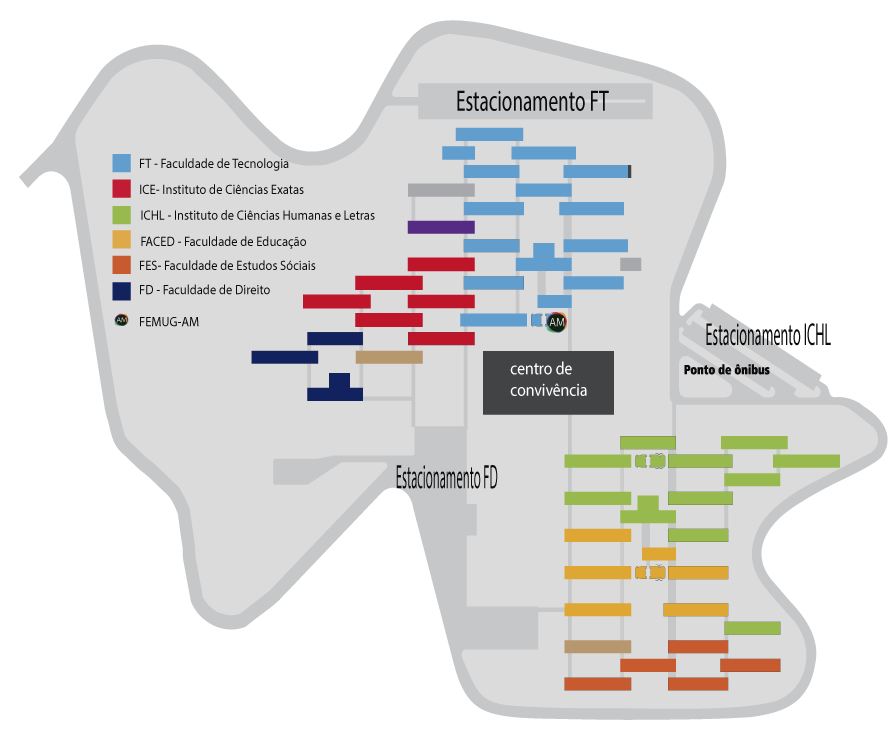 Estacionamento FT
FT - Faculdade de Tecnologia
ICE- Instituto de Ciências Exatas
ICHL - Instituto de Ciências Humanas e Letras
FACED - Faculdade de Educação
FES- Faculdade de Estudos Sóciais
FD - Faculdade de Direito
AM FEMUG-AM
AM
Estacionamento ICHL
centro de
convivência
Ponto de ônibus
Estacionamento FD